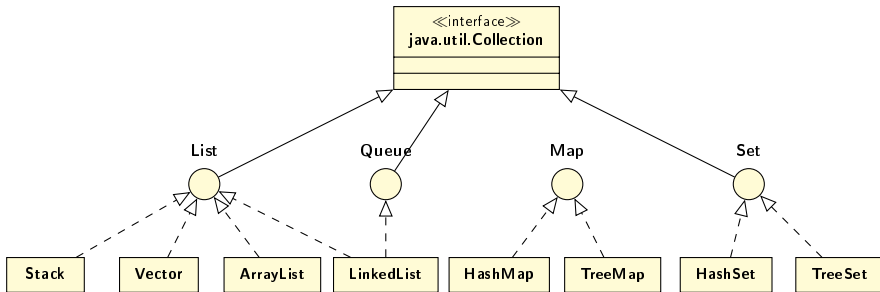 ≪interface≫
java.util.Collection
List
Queue
Map
Set
Stack
Vector
ArrayList
LinkedList
HashMap
TreeMap
HashSet
TreeSet